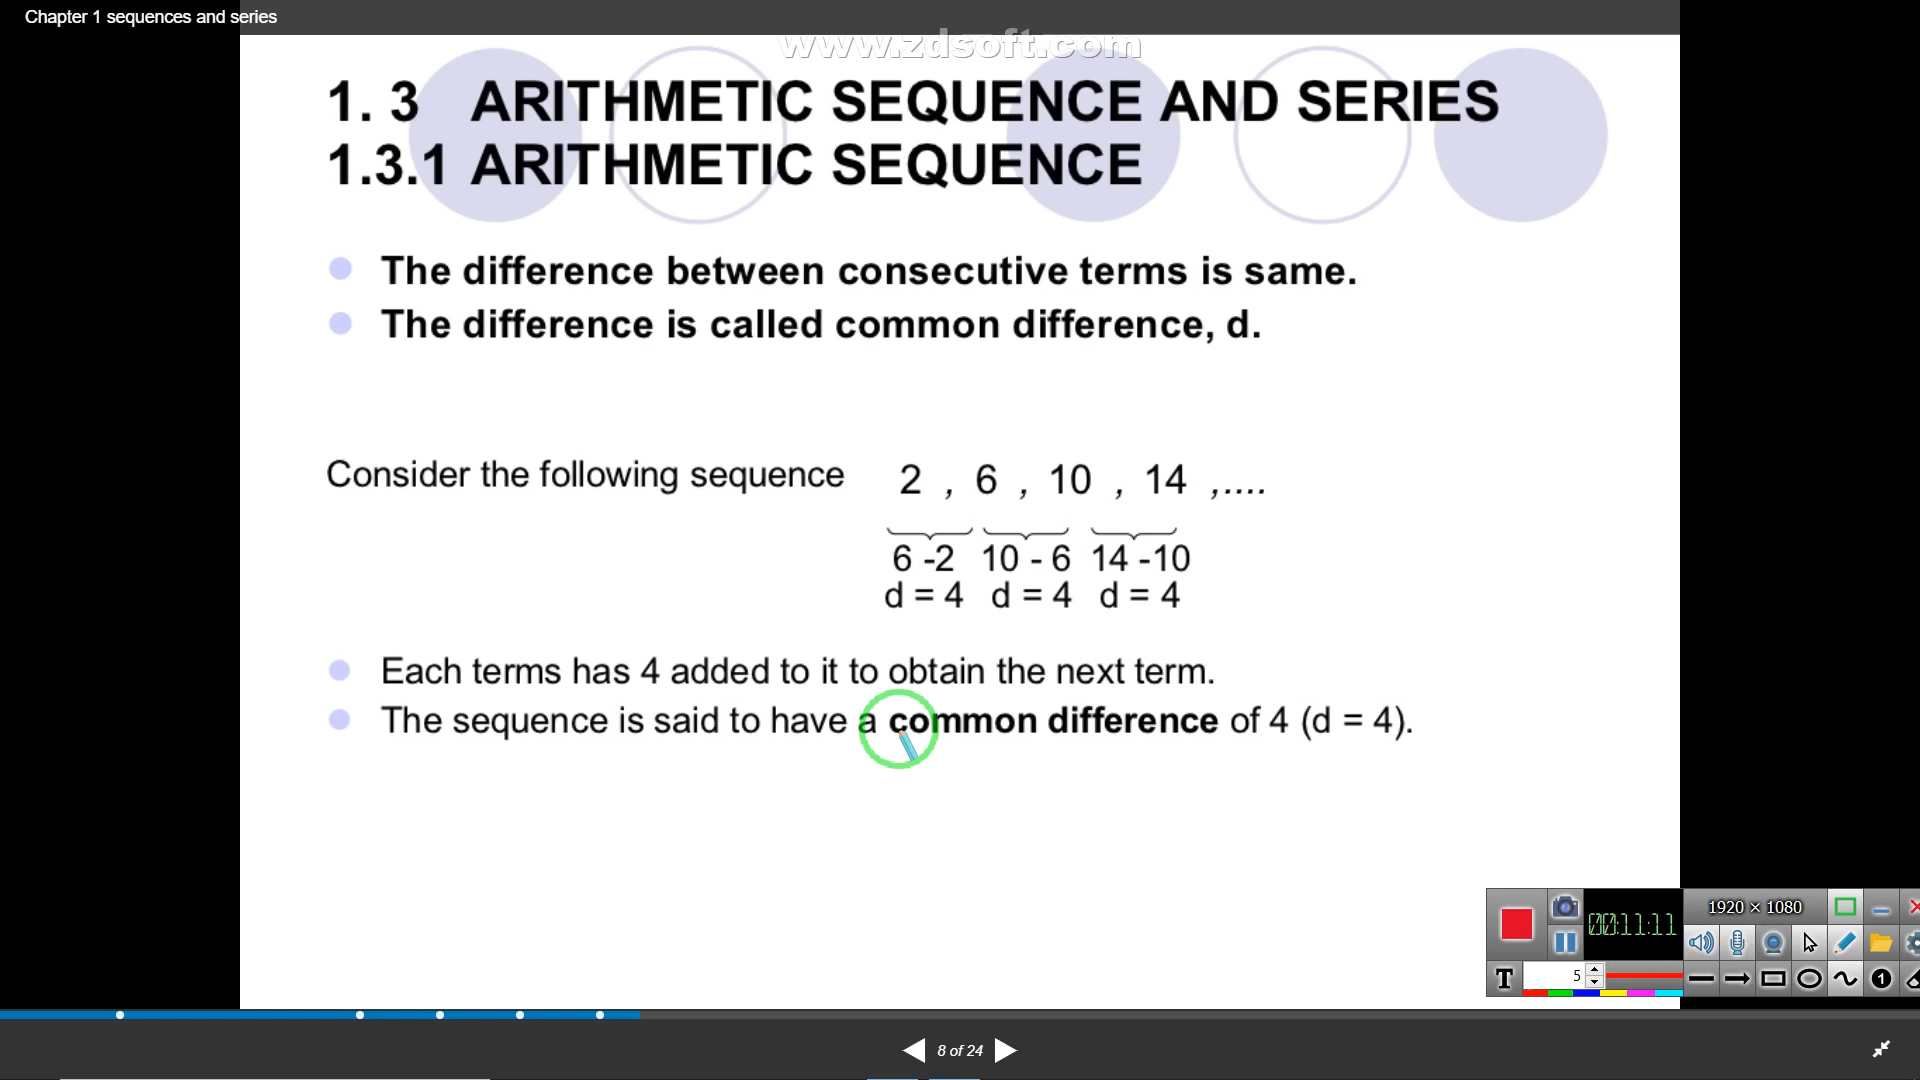 Chapter 1 sequences and series
www.zdsoft.com
1. 3 ARITHMETIC SEQUENCE AND SERIES
1.3.1 ARITHMETIC SEQUENCE
The difference between consecutive terms is same.
The difference is called common difference, d.
Consider the following sequence 2 , 6 , 10 , 14 ,....
6 -2 10 - 6 14 -10
d = 4 d = 4 d = 4
Each terms has 4 added to it to obtain the next term.
The sequence is said to have a common difference of 4 (d = 4).
1920 × 1080
00:11:11
T 5 1
8 of 24